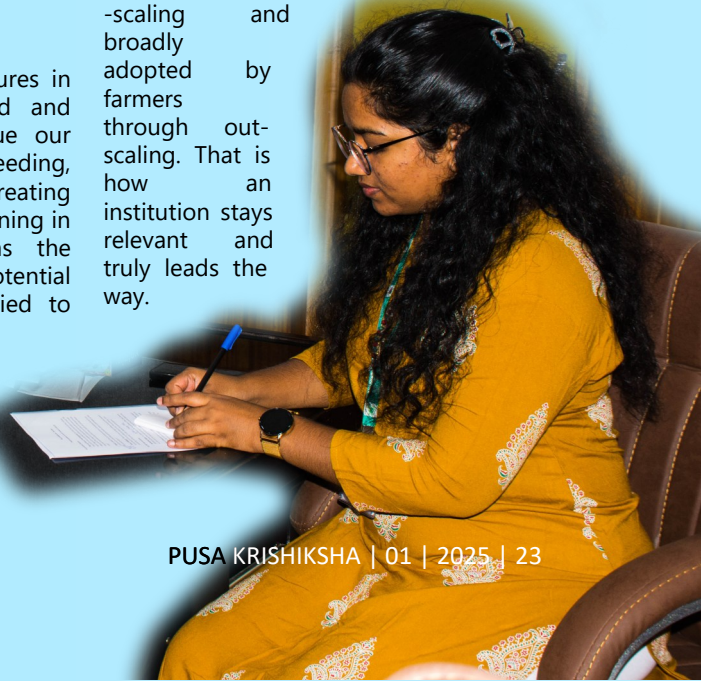 ures in
d and
ue our
eeding,
reating
ning in
as the
otential
ied to
-scaling and
broadly
adopted by
farmers
through out-
scaling. That is
how an
institution stays
relevant and
truly leads the
way.
PUSA KRISHIKSHA | 01 | 2025 | 23